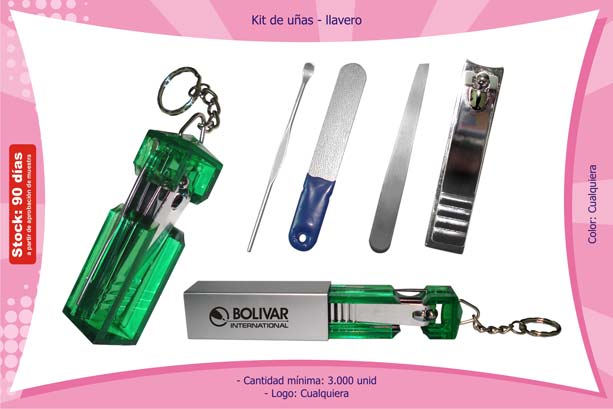 Kit de uñas - llavero
Stock: 90 días
a partir de aprobación de muestra
Color: Cualquiera
BOLIVAR
INTERNATIONAL
- Cantidad mínima: 3.000 unid
- Logo: Cualquiera